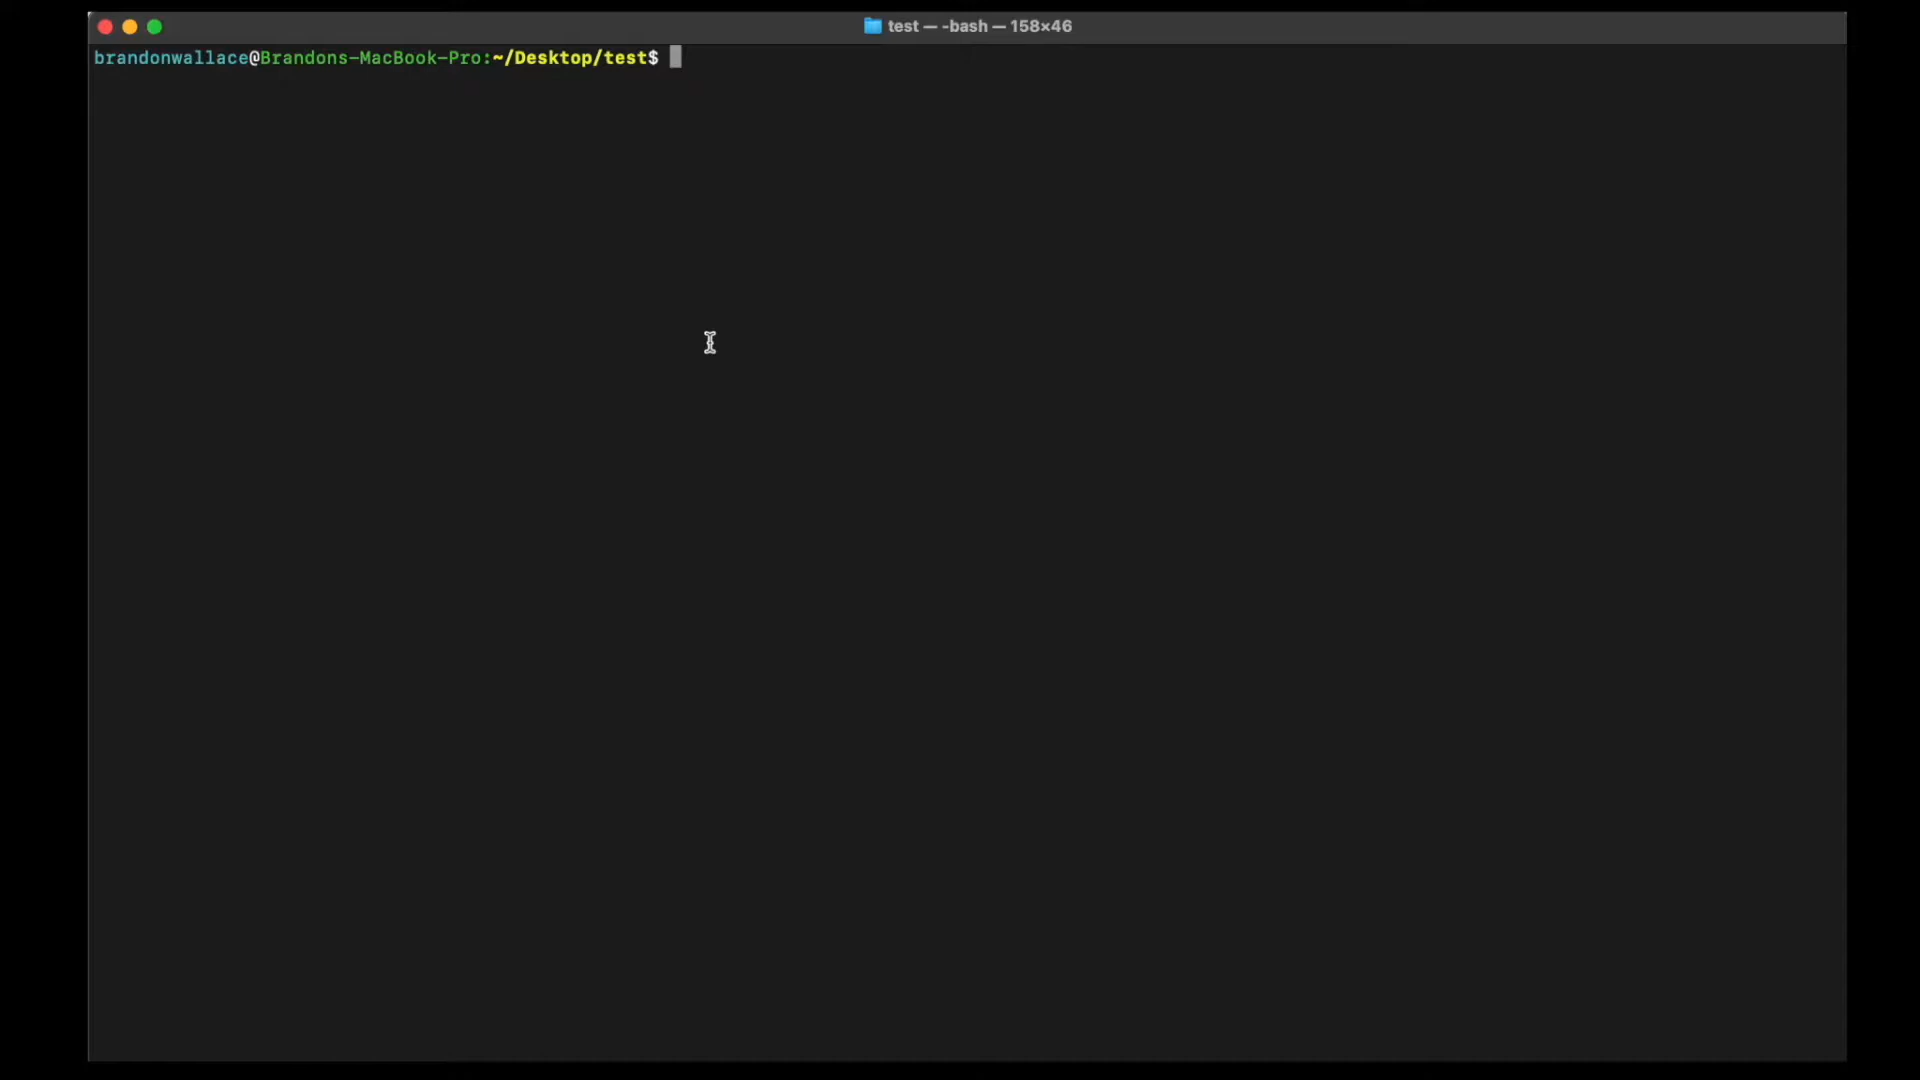 test — -bash — 158×46
brandonwallace@Brandons-MacBook-Pro:~/Desktop/test$